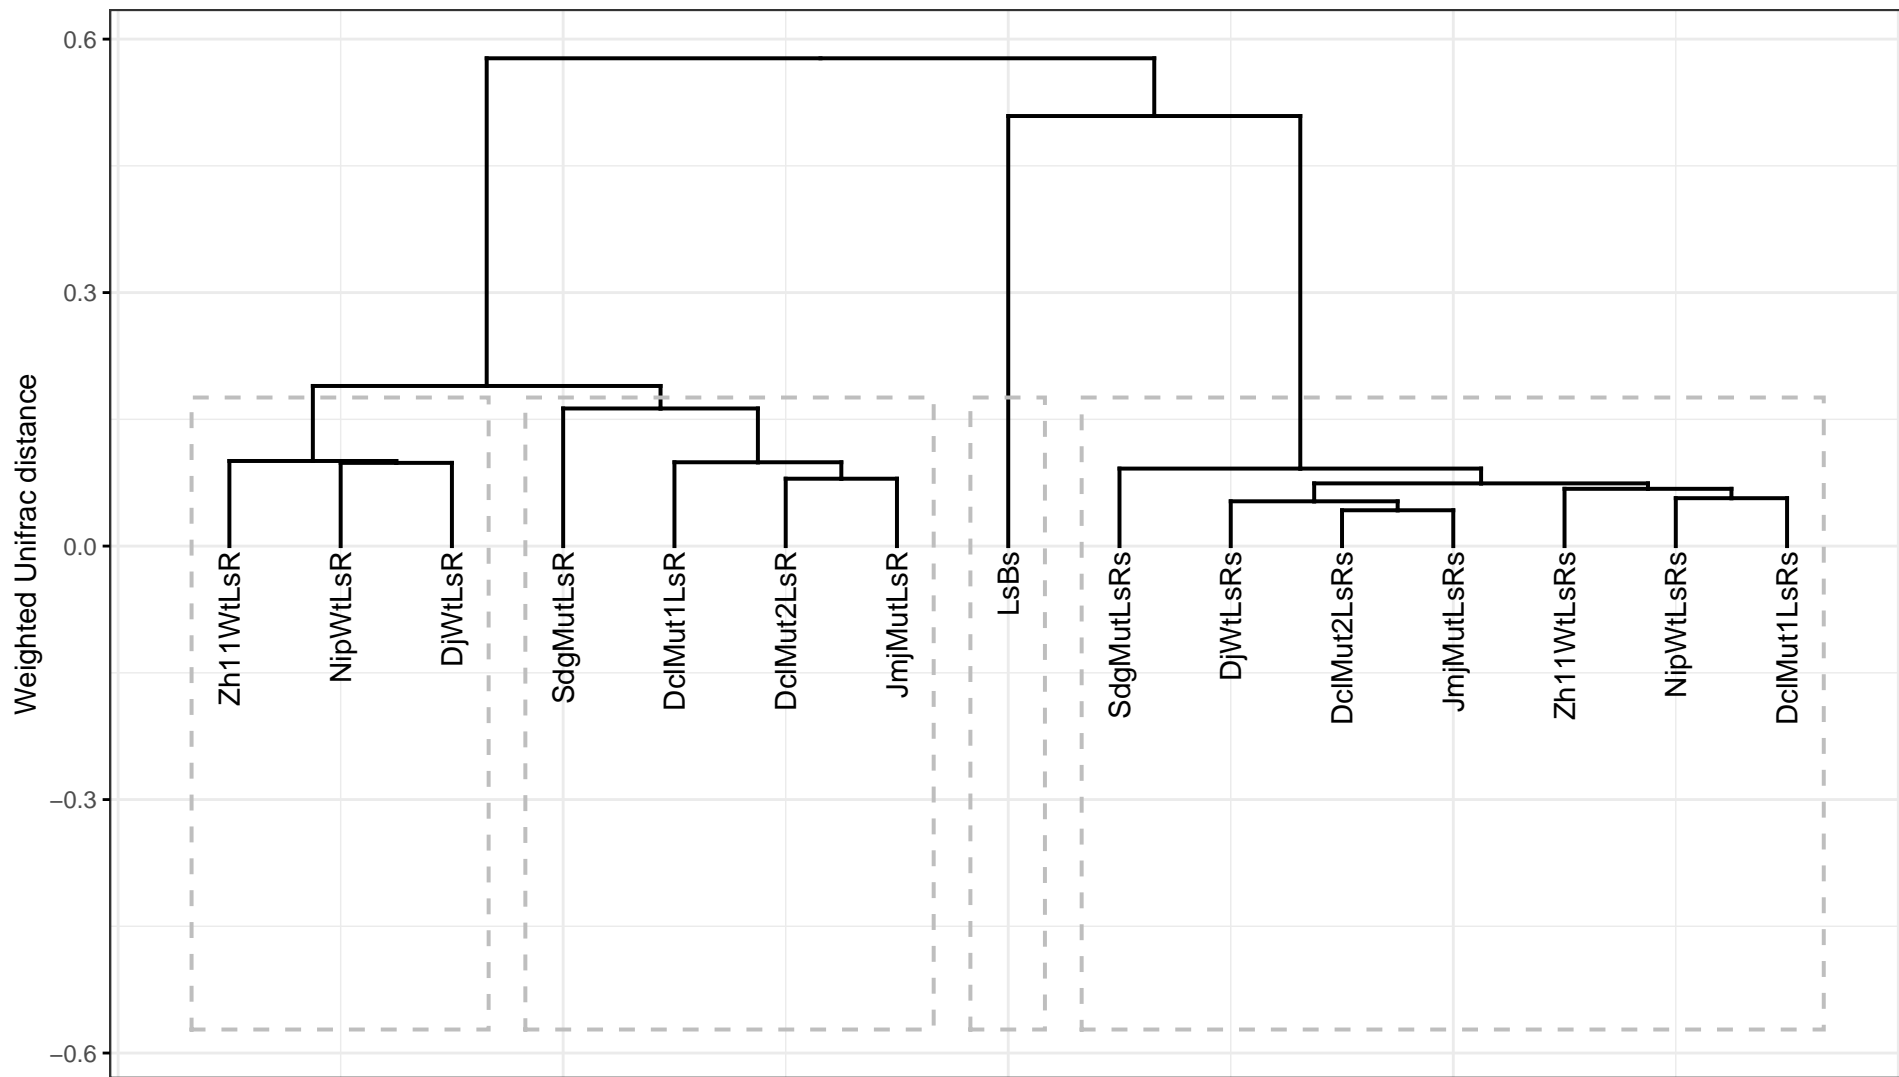 0.6
0.3
0.0
−0.3
−0.6
Weighted Unifrac distance
Zh11WtLsR
NipWtLsR
DjWtLsR
SdgMutLsR
DclMut1LsR
DclMut2LsR
JmjMutLsR
LsBs
SdgMutLsRs
DjWtLsRs
DclMut2LsRs
JmjMutLsRs
Zh11WtLsRs
NipWtLsRs
DclMut1LsRs